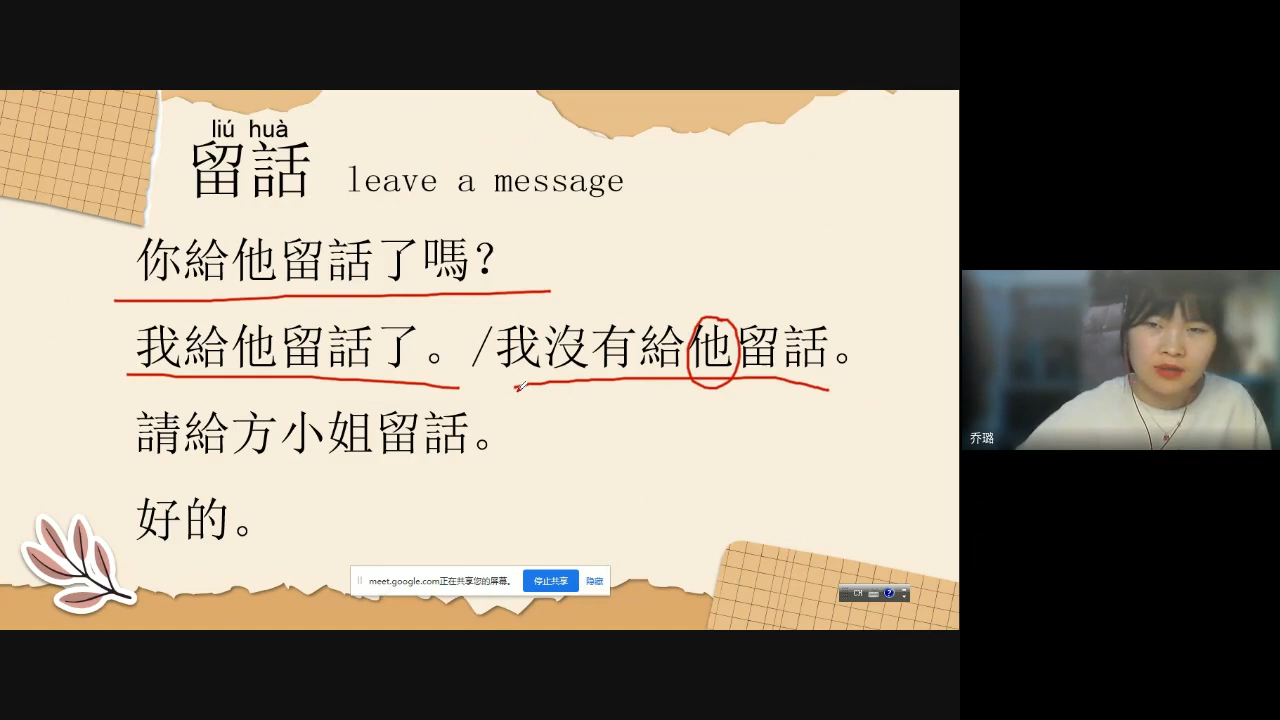 liú huà
留話 leave a message
你給他留話了嗎？
我給他留話了。/我沒有給他留話。
請給方小姐留話。
好的。
meet.google.com正在共享您的屏幕。 停止共享 隐藏
CH
乔璐